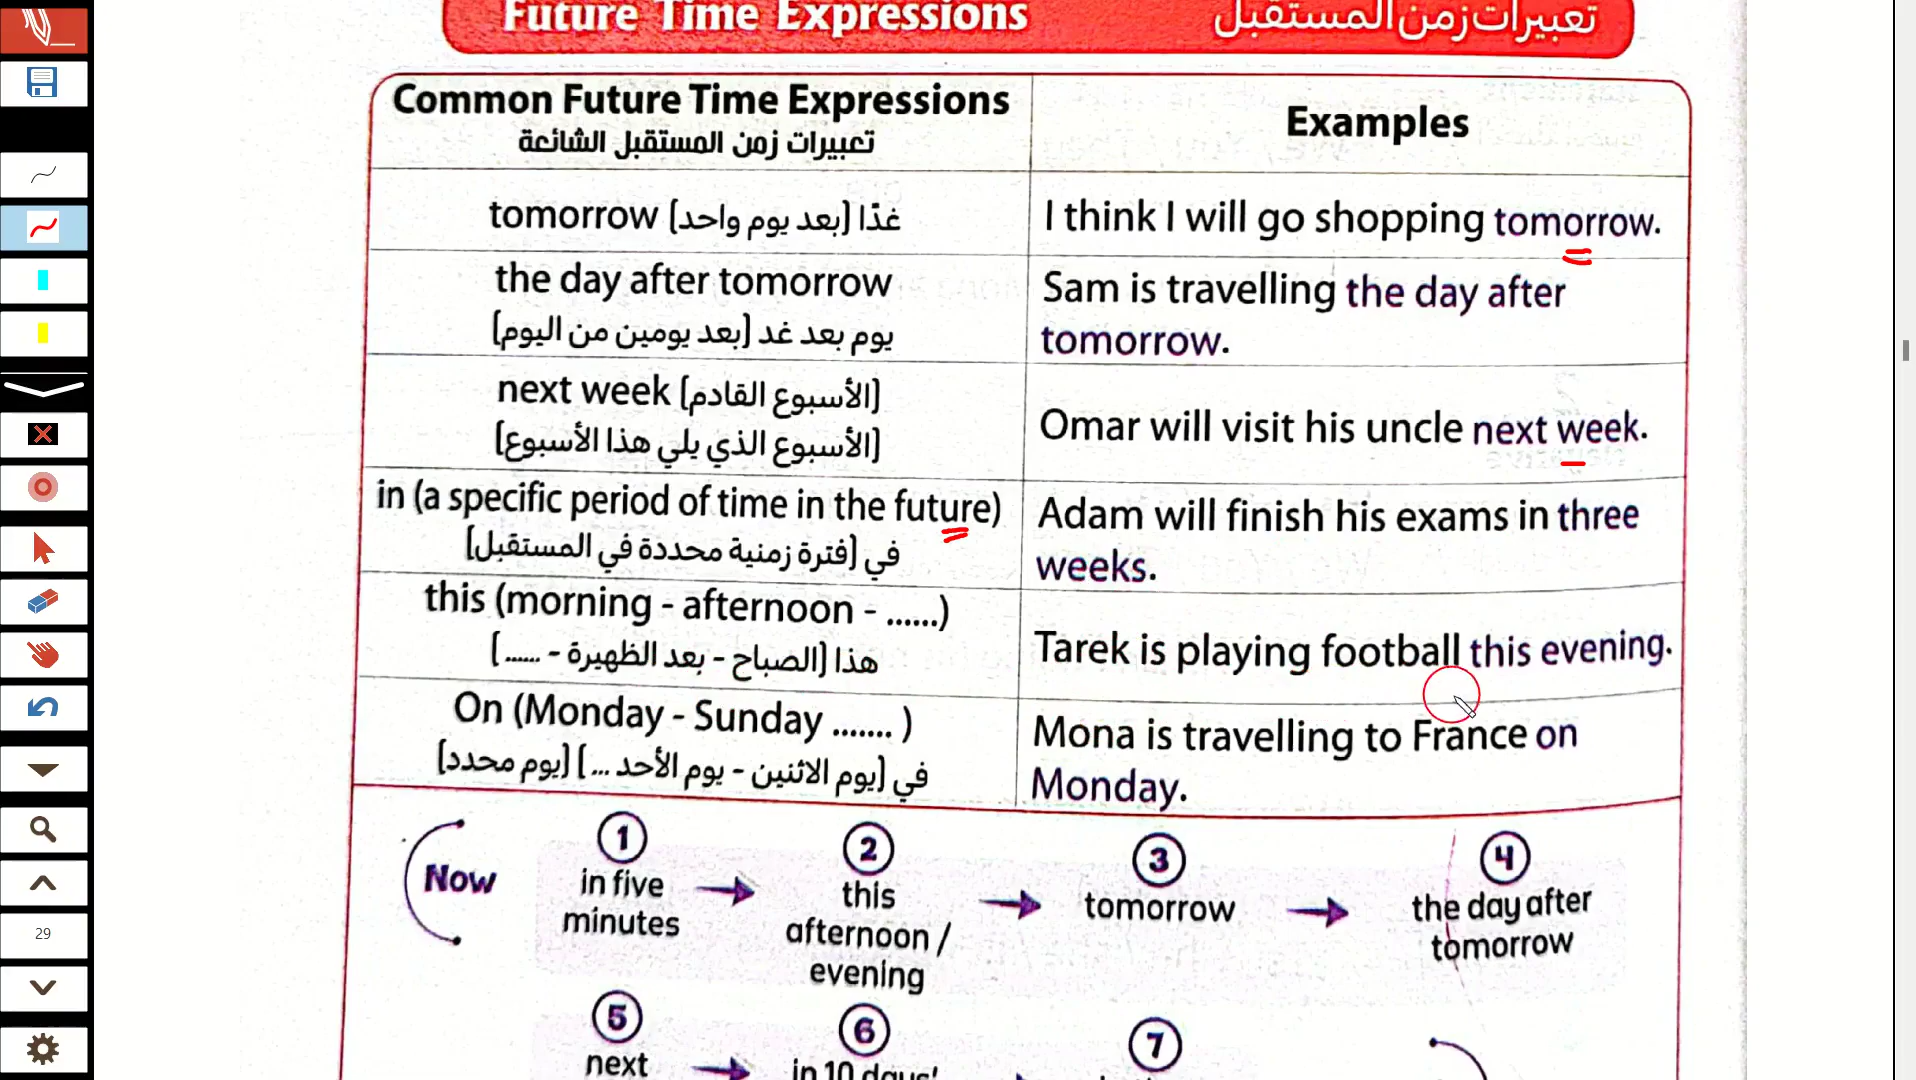 Future Time Expressions تعبيرات زمن المستقبل
Common Future Time Expressions
تعبيرات زمن المستقبل الشائعة
Examples
tomorrow غدًا [بعد يوم واحد]
I think I will go shopping tomorrow.
the day after tomorrow
يوم بعد غد [بعد يومين من اليوم]
Sam is travelling the day after
tomorrow.
next week [الأسبوع القادم]
[الأسبوع الذي يلي هذا الأسبوع]
Omar will visit his uncle next week.
in (a specific period of time in the future)
في [فترة زمنية محددة في المستقبل]
Adam will finish his exams in three
weeks.
this (morning - afternoon - ......)
هذا [الصباح - بعد الظهيرة - ......]
Tarek is playing football this evening.
On (Monday - Sunday ....... )
في [يوم الاثنين - يوم الأحد ... ] [يوم محدد]
Mona is travelling to France on
Monday.
Now
1
in five
minutes
2
this
afternoon /
evening
3
tomorrow
4
the day after
tomorrow
5
next
6
in 10 days'
7
29